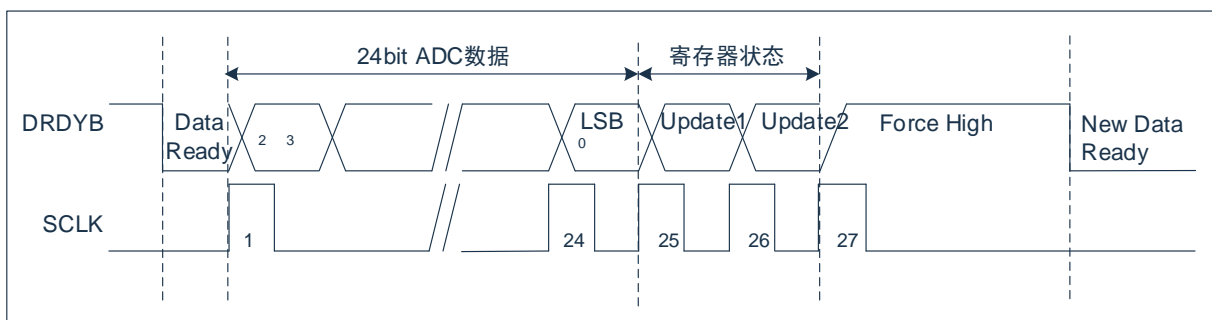 24bit ADC数据
寄存器状态
DRDYB
Data
Ready
2 3
LSB
0
Update1
Update2
Force High
New Data
Ready
SCLK
1
24
25
26
27